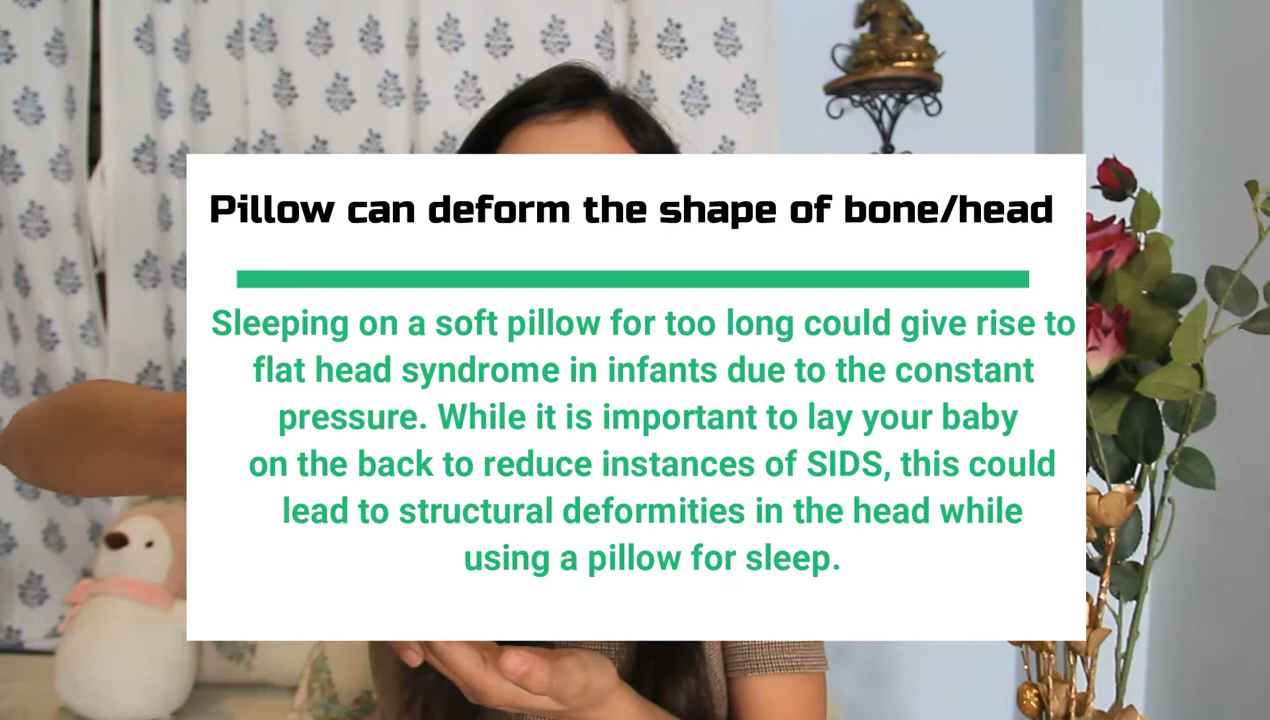 Pillow can deform the shape of bone/head
Sleeping on a soft pillow for too long could give rise to
flat head syndrome in infants due to the constant
pressure. While it is important to lay your baby
on the back to reduce instances of SIDS, this could
lead to structural deformities in the head while
using a pillow for sleep.